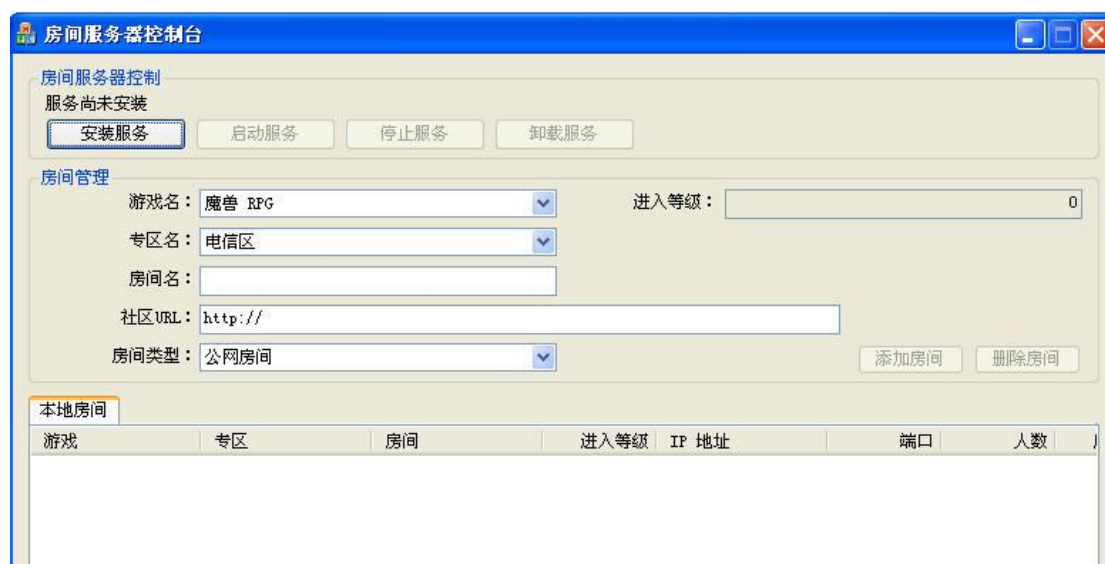 房间服务器控制台
房间服务器控制
服务尚未安装
安装服务 启动服务 停止服务 卸载服务
房间管理
游戏名： 魔兽 RPG 进入等级： 0
专区名： 电信区
房间名：
社区URL： http://
房间类型： 公网房间 添加房间 删除房间
本地房间
游戏 专区 房间 进入等级 IP 地址 端口 人数